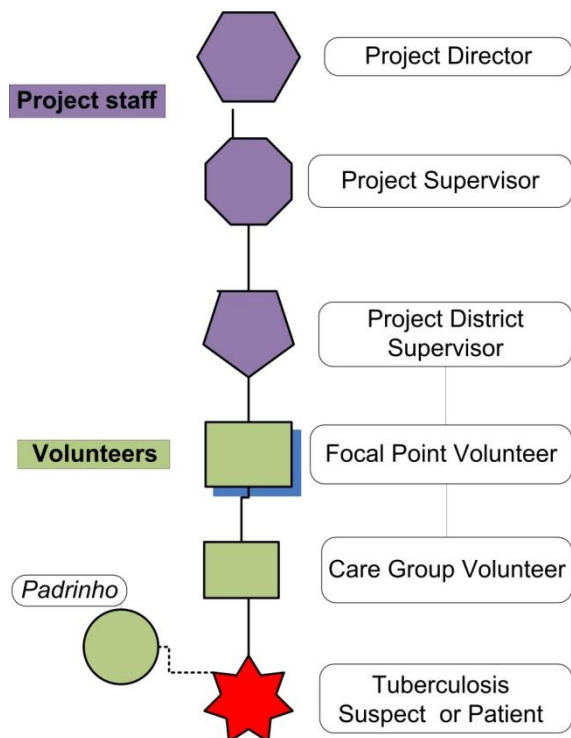 Project Director
Project staff
Project Supervisor
Project District
Supervisor
Volunteers
Focal Point Volunteer
Care Group Volunteer
Padrinho
Tuberculosis
Suspect or Patient